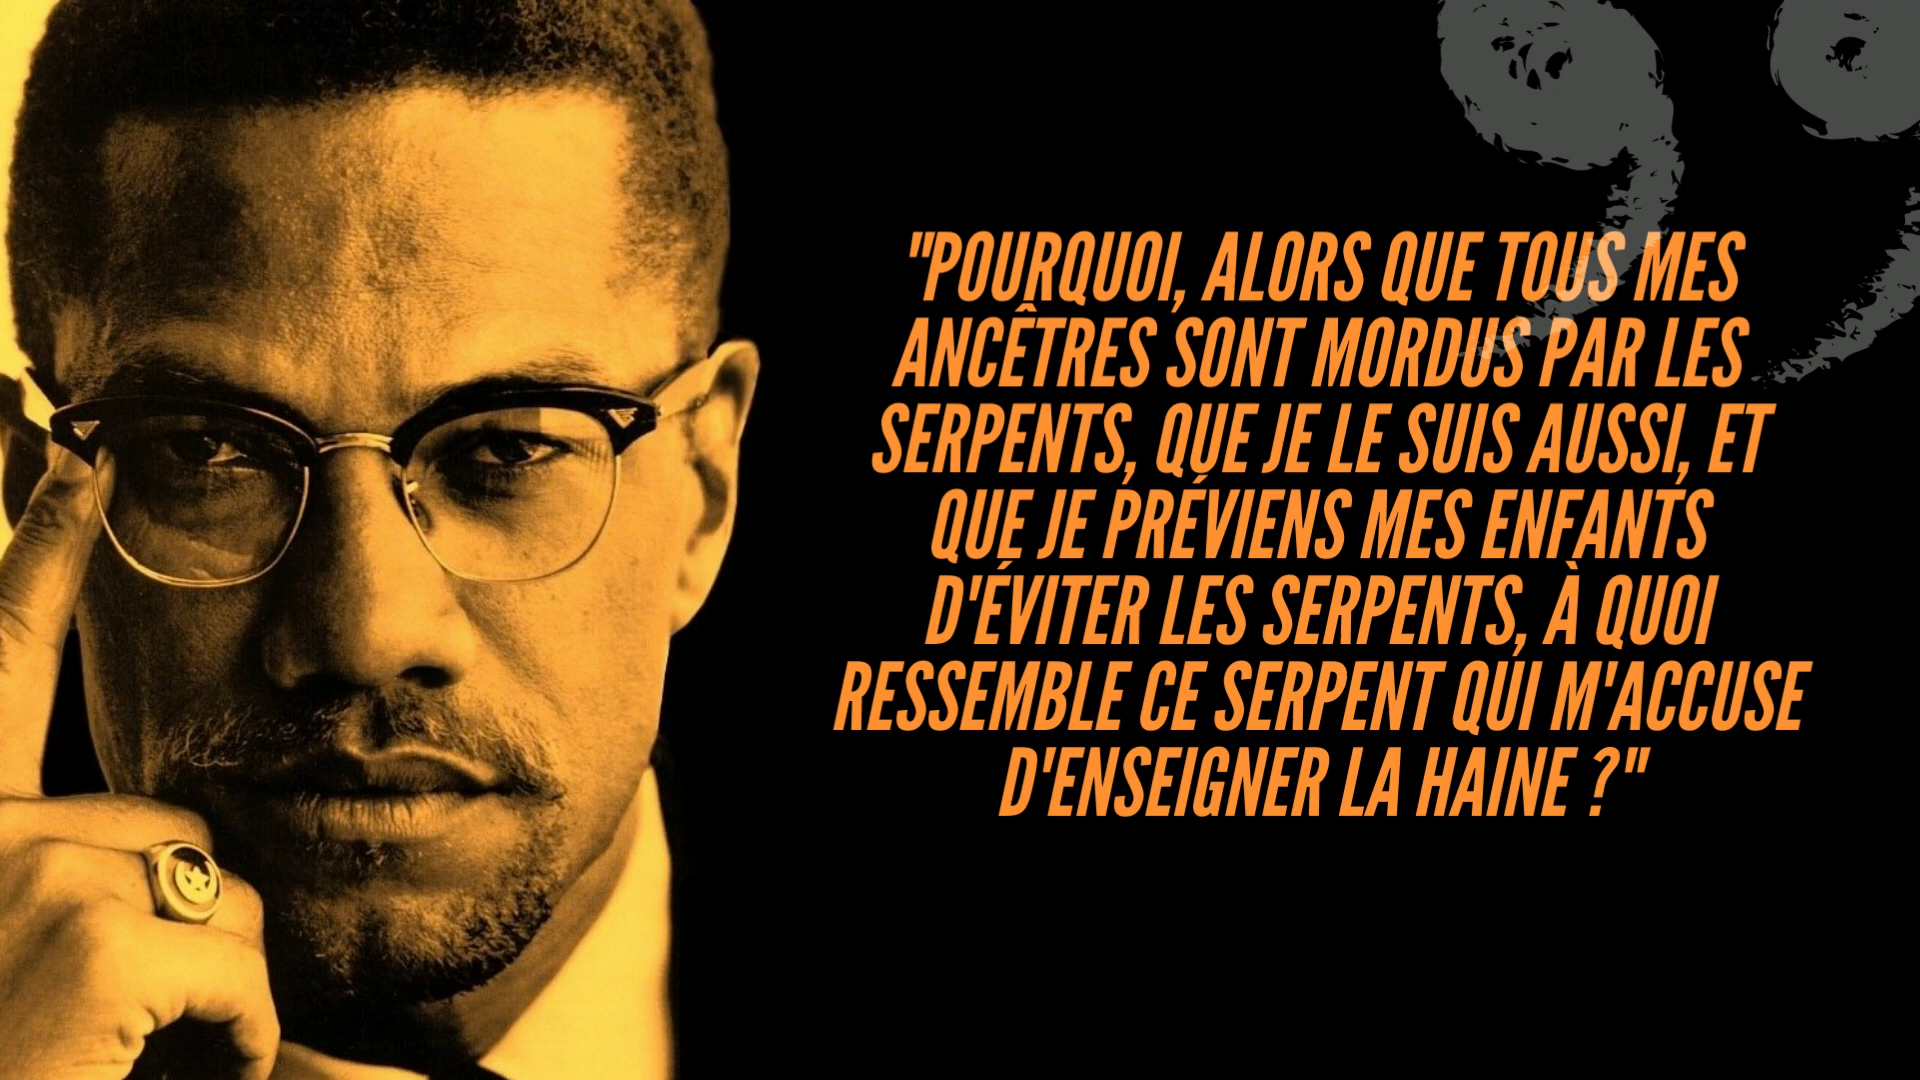 "POURQUOI, ALORS QUE TOUS MES
ANCÊTRES SONT MORDUS PAR LES
SERPENTS, QUE JE LE SUIS AUSSI, ET
QUE JE PRÉVIENS MES ENFANTS
D'ÉVITER LES SERPENTS, À QUOI
RESSEMBLE CE SERPENT QUI M'ACCUSE
D'ENSEIGNER LA HAINE ?"